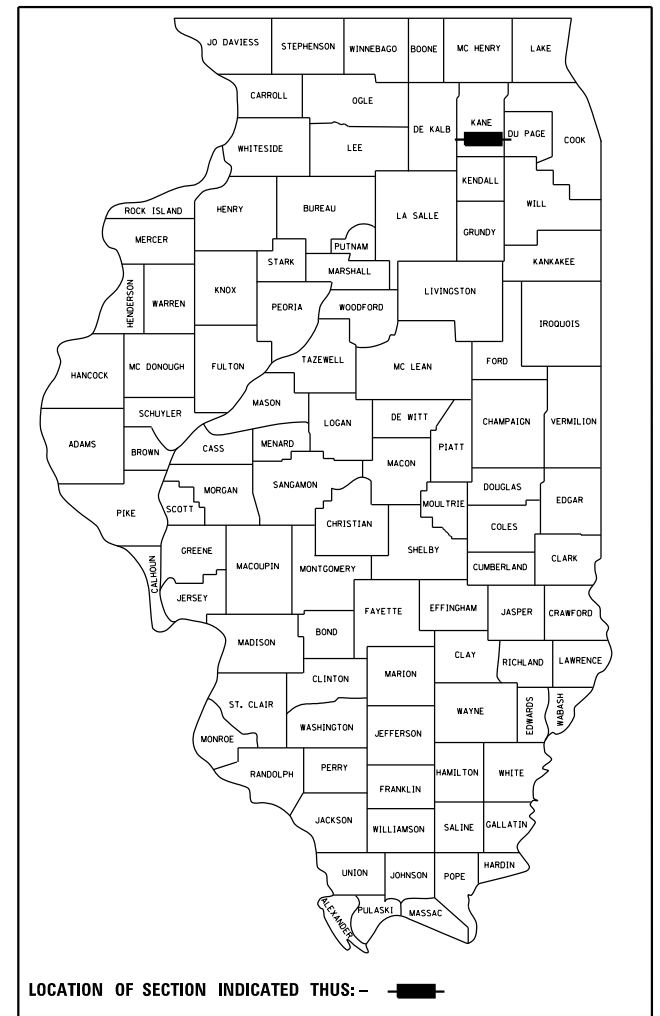 JO DAVIESS STEPHENSON WINNEBAGO BOONE MC HENRY LAKE
CARROLL OGLE DE KALB KANE DU PAGE COOK
WHITESIDE LEE
KENDALL
ROCK ISLAND HENRY BUREAU LA SALLE WILL
MERCER PUTNAM GRUNDY
STARK MARSHALL KANKAKEE
HENDERSON WARREN KNOX PEORIA WOODFORD LIVINGSTON
IROQUOIS
HANCOCK MC DONOUGH FULTON TAZEWELL MC LEAN FORD
SCHUYLER MASON LOGAN DE WITT CHAMPAIGN VERMILION
ADAMS BROWN CASS MENARD PIATT
MACON
MORGAN SANGAMON DOUGLAS
PIKE SCOTT CHRISTIAN MOULTRIE EDGAR
COLES
GREENE MACOUPIN MONTGOMERY SHELBY CUMBERLAND CLARK
CALHOUN
JERSEY FAYETTE EFFINGHAM JASPER CRAWFORD
MADISON BOND
CLAY RICHLAND LAWRENCE
CLINTON MARION
ST. CLAIR WAYNE EDWARDS WABASH
MONROE WASHINGTON JEFFERSON
RANDOLPH PERRY HAMILTON WHITE
FRANKLIN
JACKSON WILLIAMSON SALINE GALLATIN
UNION JOHNSON POPE HARDIN
ALEXANDER PULASKI MASSAC
LOCATION OF SECTION INDICATED THUS: –